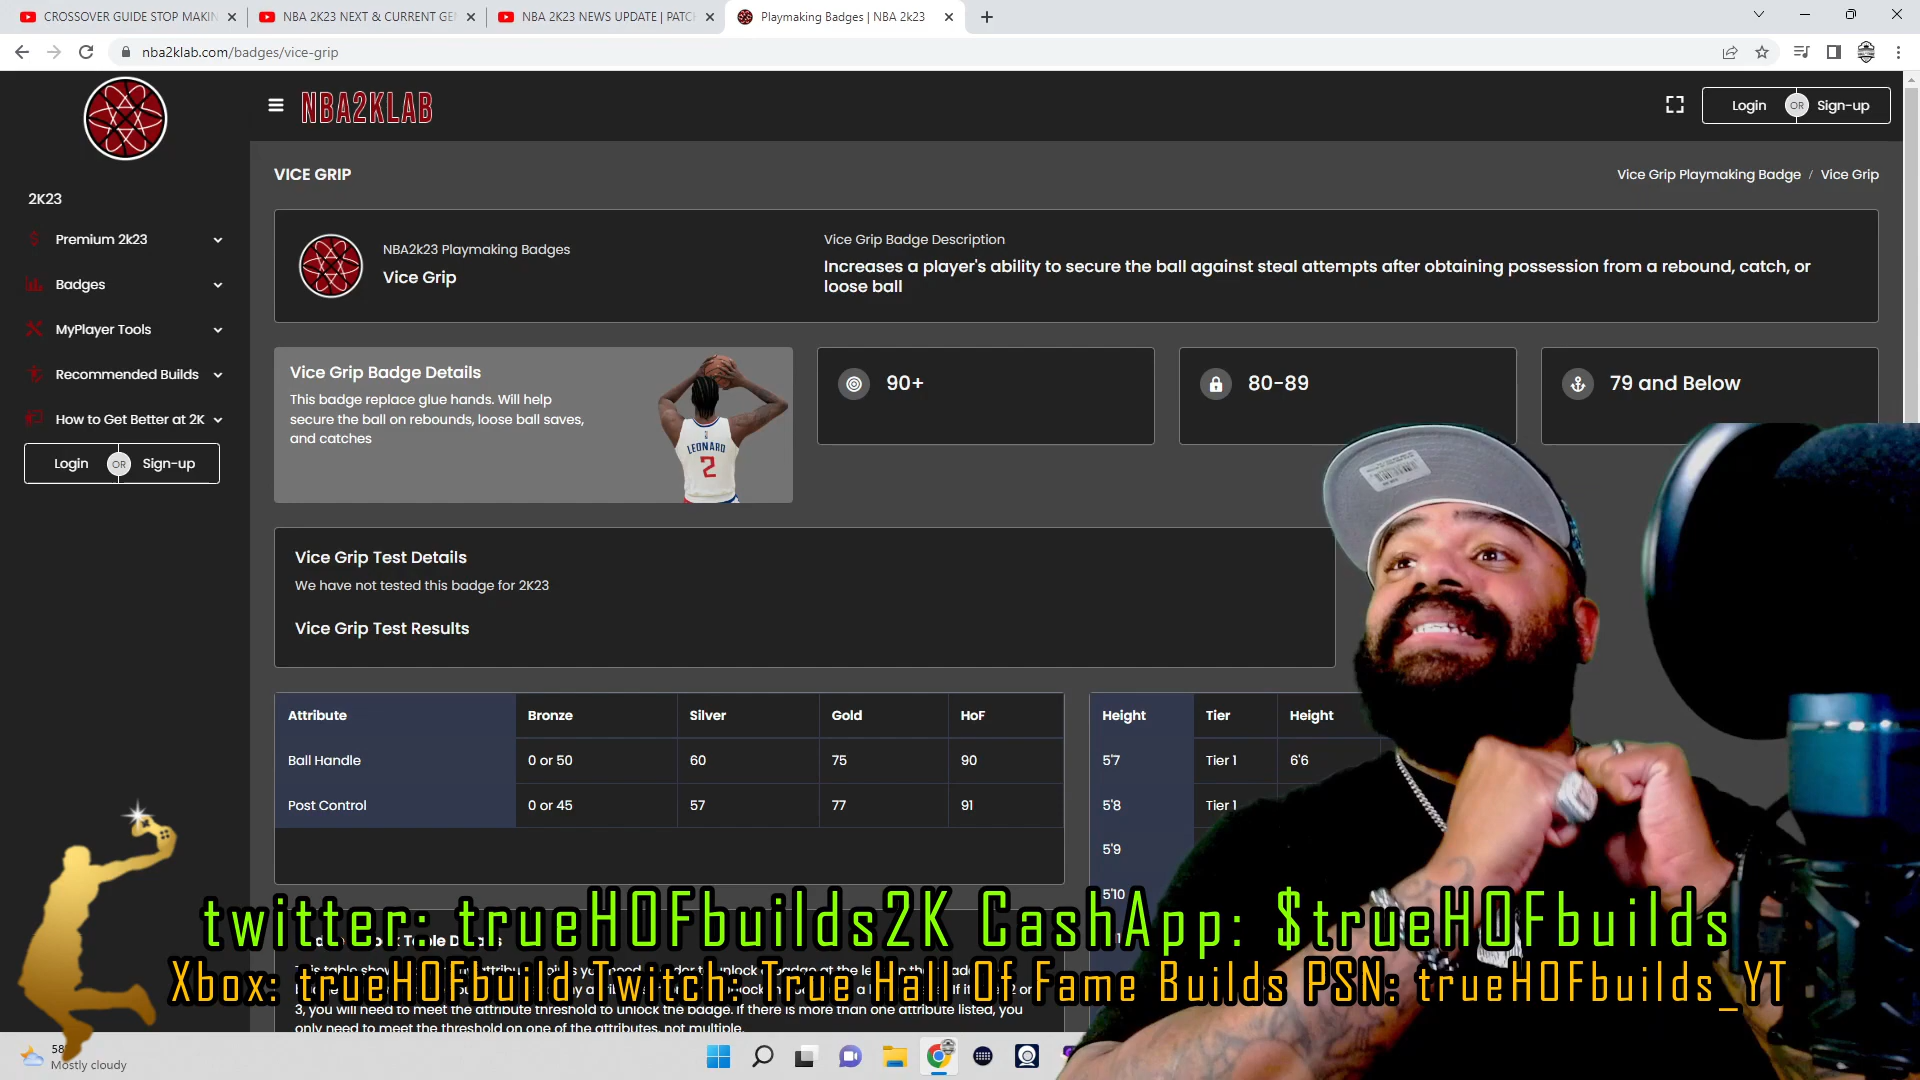 CROSSOVER GUIDE STOP MAKIN
NBA 2K23 NEXT & CURRENT GE
NBA 2K23 NEWS UPDATE | PATC
Playmaking Badges | NBA 2k23
nba2klab.com/badges/vice-grip
NBA2KLAB
Login OR Sign-up
2K23
Premium 2k23
Badges
MyPlayer Tools
Recommended Builds
How to Get Better at 2K
Login OR Sign-up
VICE GRIP
Vice Grip Playmaking Badge / Vice Grip
NBA2k23 Playmaking Badges
Vice Grip
Vice Grip Badge Description
Increases a player's ability to secure the ball against steal attempts after obtaining possession from a rebound, catch, or
loose ball
Vice Grip Badge Details
This badge replace glue hands. Will help
secure the ball on rebounds, loose ball saves,
and catches
LEONARD
2
90+
80-89
79 and Below
Vice Grip Test Details
We have not tested this badge for 2K23
Vice Grip Test Results
Attribute Bronze Silver Gold HoF
Ball Handle 0 or 50 60 75 90
Post Control 0 or 45 57 77 91
Height Tier Height
5'7 Tier 1 6'6
5'8 Tier 1
5'9
5'10
twitter: trueHOFbuilds2K CashApp: $trueHOFbuilds
Xbox: trueHOFbuild Twitch: True Hall Of Fame Builds PSN: trueHOFbuilds_YT
3, you will need to meet the attribute threshold to unlock the badge. If there is more than one attribute listed, you
only need to meet the threshold on one of the attributes, not multiple.
Mostly cloudy